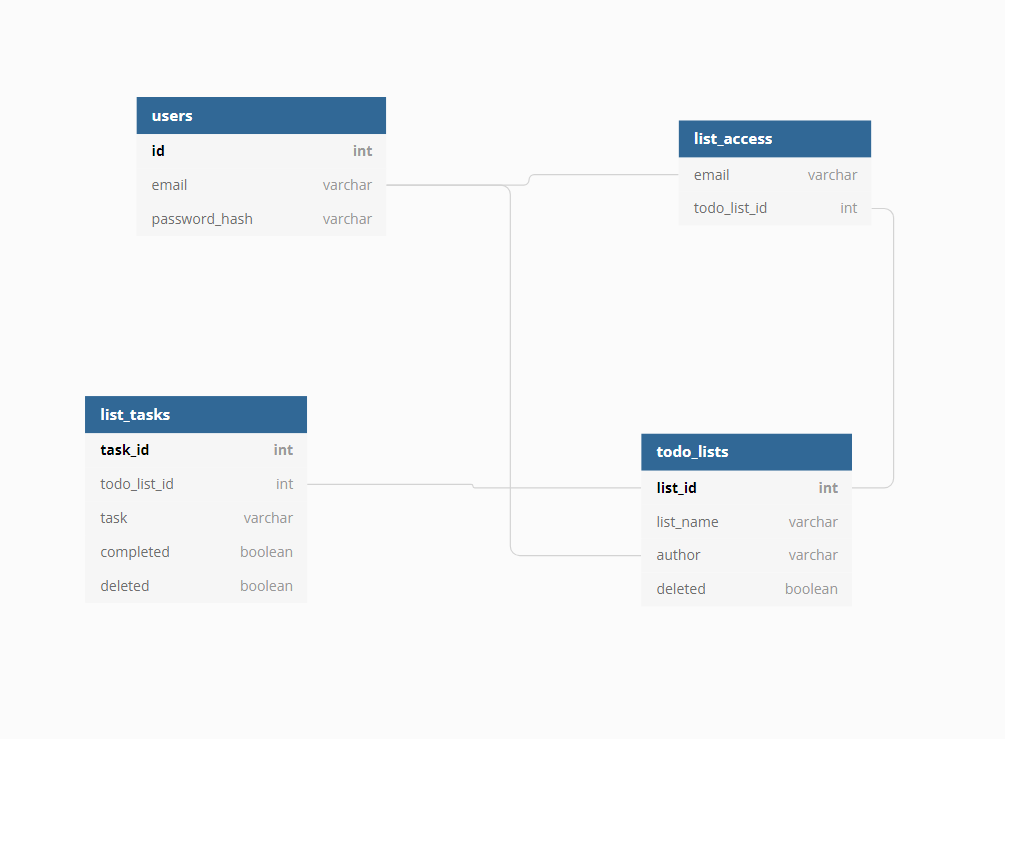 users
id int
email varchar
password_hash varchar
list_access
email varchar
todo_list_id int
list_tasks
task_id int
todo_list_id int
task varchar
completed boolean
deleted boolean
todo_lists
list_id int
list_name varchar
author varchar
deleted boolean